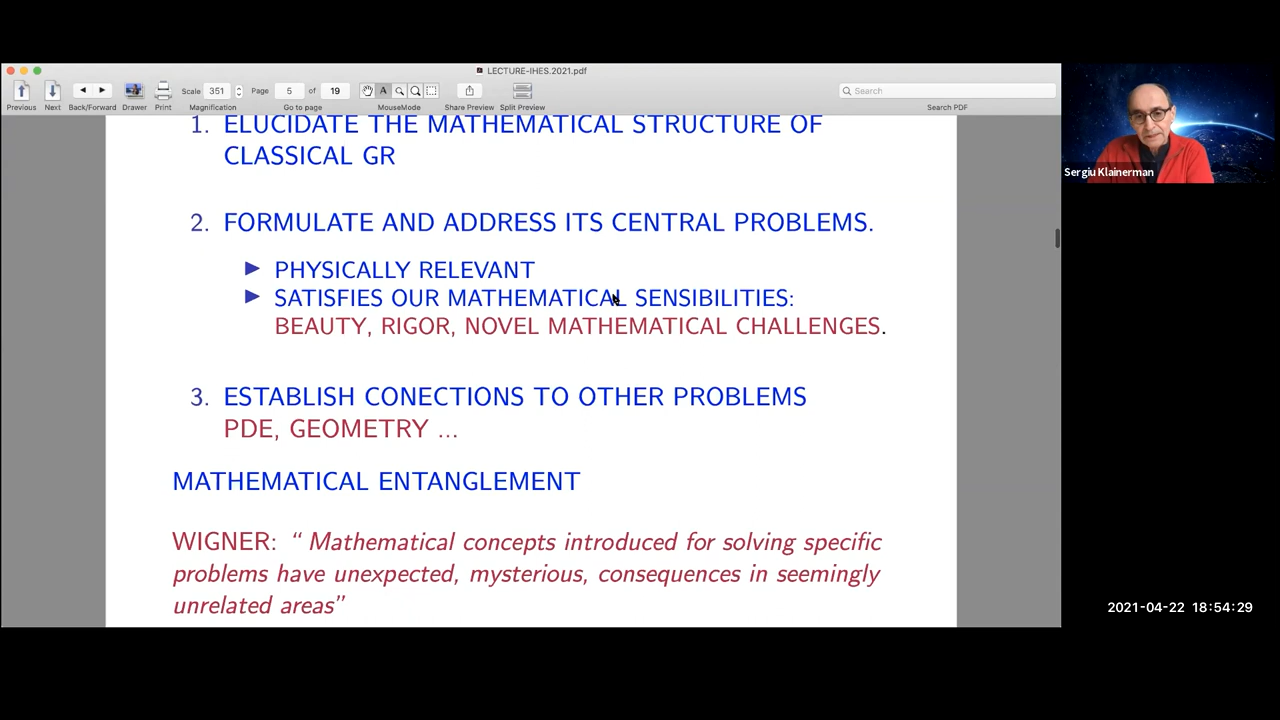 LECTURE-IHES.2021.pdf
Previous Next Back/Forward Drawer Print Scale 351 Magnification Page 5 of 19 Go to page MouseMode Share Preview Split Preview Search Search PDF
1. ELUCIDATE THE MATHEMATICAL STRUCTURE OF
CLASSICAL GR
2. FORMULATE AND ADDRESS ITS CENTRAL PROBLEMS.
▶ PHYSICALLY RELEVANT
▶ SATISFIES OUR MATHEMATICAL SENSIBILITIES:
BEAUTY, RIGOR, NOVEL MATHEMATICAL CHALLENGES.
3. ESTABLISH CONECTIONS TO OTHER PROBLEMS
PDE, GEOMETRY ...
MATHEMATICAL ENTANGLEMENT
WIGNER: “ Mathematical concepts introduced for solving specific
problems have unexpected, mysterious, consequences in seemingly
unrelated areas”
Sergiu Klainerman
2021-04-22 18:54:29